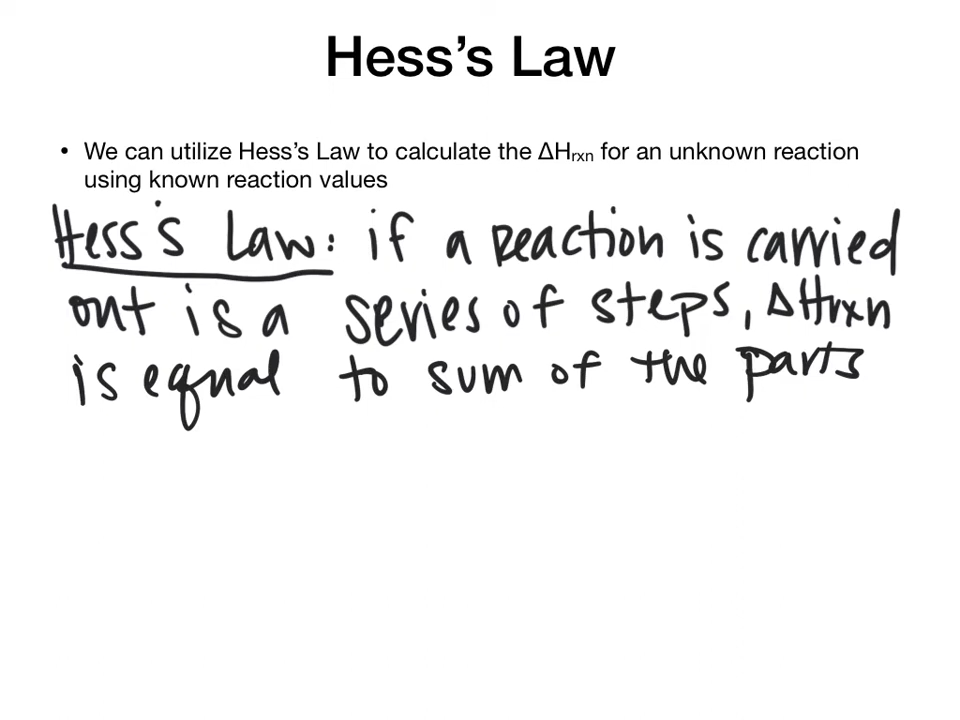 Hess's Law
• We can utilize Hess's Law to calculate the ΔHrxn for an unknown reaction
using known reaction values
Hess's Law: if a reaction is carried
out is a series of steps, ΔHrxn
is equal to sum of the parts